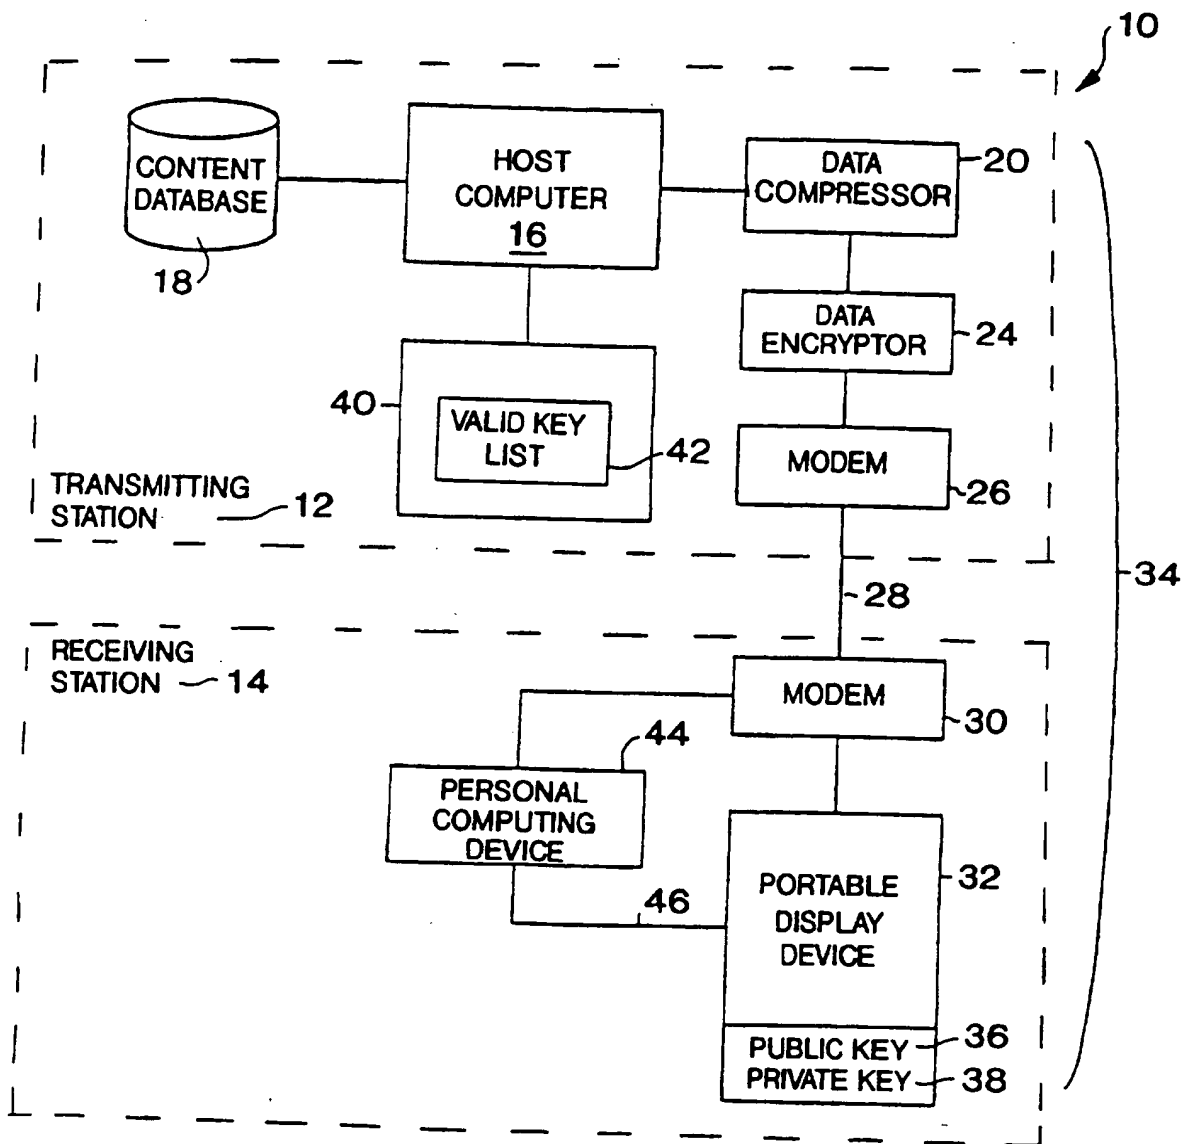 10
CONTENT
DATABASE
18
HOST
COMPUTER
16
DATA
COMPRESSOR
20
DATA
ENCRYPTOR
24
40
VALID KEY
LIST
42
MODEM
26
TRANSMITTING
STATION
12
34
28
RECEIVING
STATION
14
MODEM
30
44
PERSONAL
COMPUTING
DEVICE
46
PORTABLE
DISPLAY
DEVICE
32
PUBLIC KEY
36
PRIVATE KEY
38